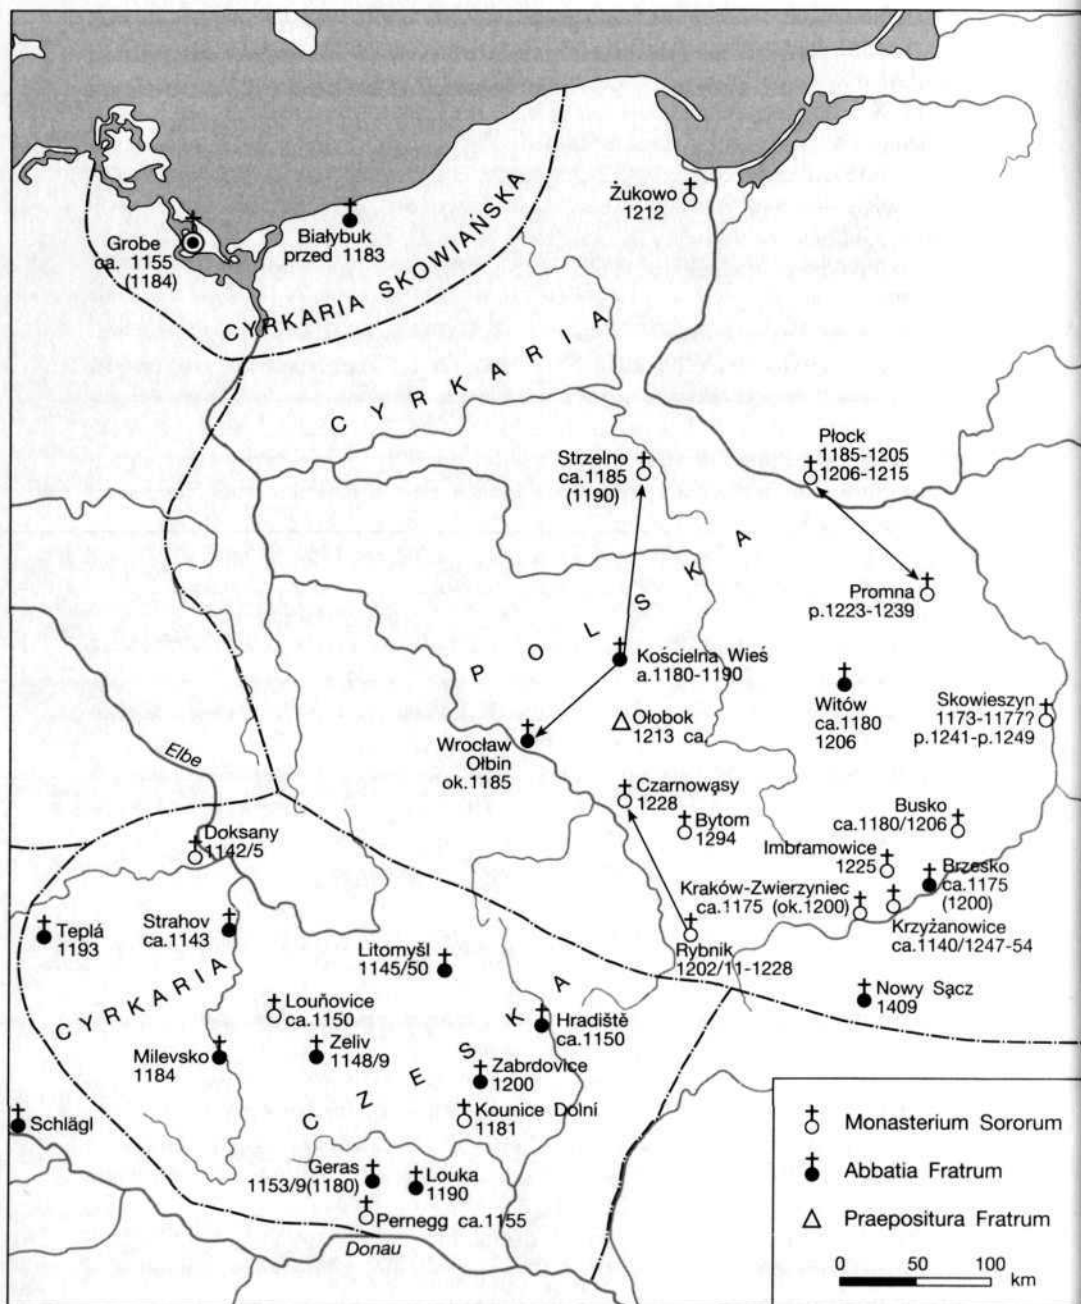 Żukowo
1212
Grobe
ca. 1155
(1184)
Białybuk
przed 1183
CYRKARIA SKOWIAŃSKA
CYRKARIA
POLSKA
Strzelno
ca.1185
(1190)
Płock
1185-1205
1206-1215
Promna
p.1223-1239
Kościelna Wieś
a.1180-1190
Witów
ca.1180
1206
Skowieszyn
1173-1177?
p.1241-p.1249
Ołobok
1213 ca.
Wrocław
Ołbin
ok.1185
Elbe
Czarnowąsy
1228
Bytom
1294
Busko
ca.1180/1206
Imbramowice
1225
Brzesko
ca.1175
(1200)
Kraków-Zwierzyniec
ca.1175 (ok.1200)
Krzyżanowice
ca.1140/1247-54
Rybnik
1202/11-1228
Nowy Sącz
1409
Doksany
1142/5
Teplá
1193
Strahov
ca.1143
Litomyšl
1145/50
CYRKARIA
CZESKA
Louňovice
ca.1150
Hradiště
ca.1150
Milevsko
1184
Zeliv
1148/9
Zabrdovice
1200
Kounice Dolní
1181
Schlägl
Geras
1153/9(1180)
Louka
1190
Pernegg ca.1155
Donau
Monasterium Sororum
Abbatia Fratrum
Praepositura Fratrum
0 50 100
km